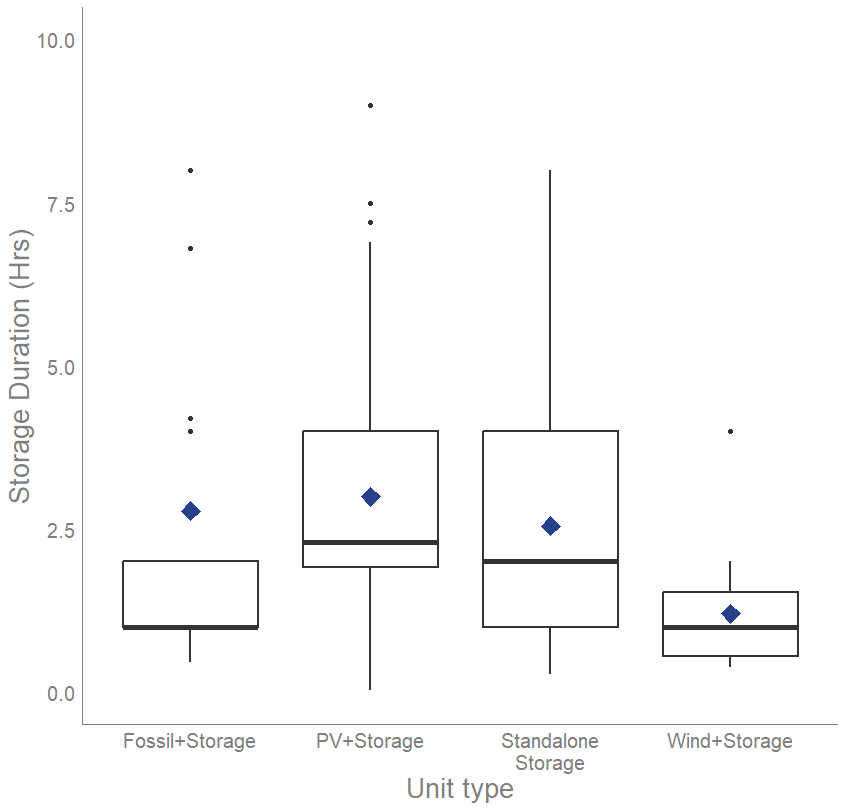 Storage Duration (Hrs)
10.0
7.5
5.0
2.5
0.0
Fossil+Storage
PV+Storage
Standalone
Storage
Wind+Storage
Unit type